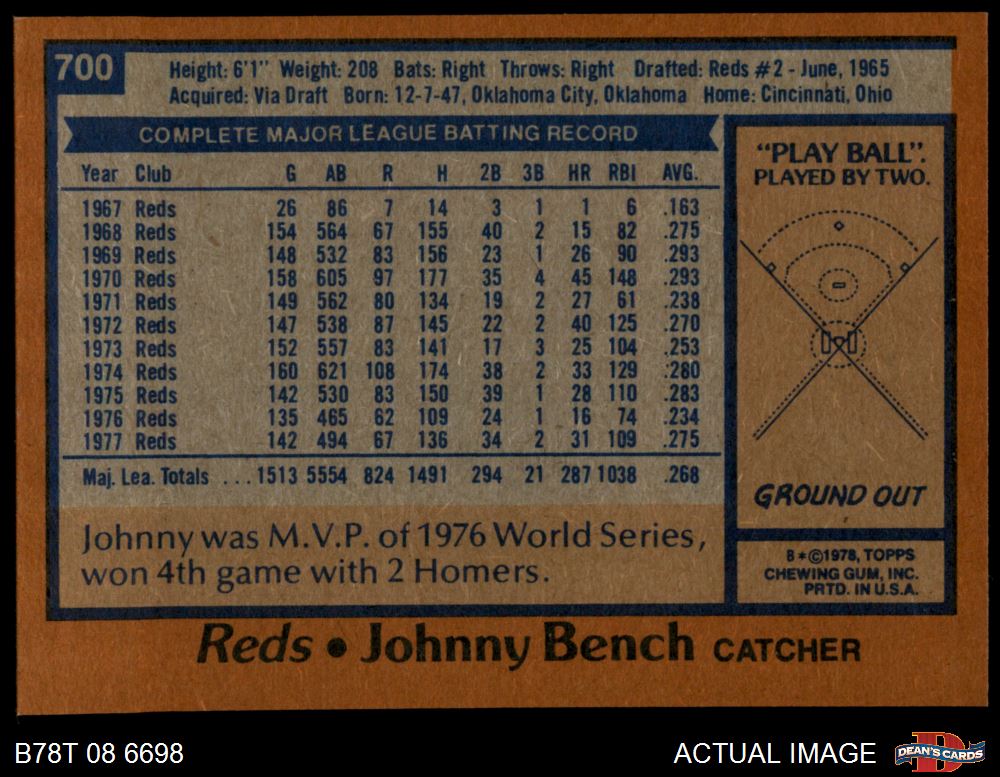 700
Height: 6'1" Weight: 208 Bats: Right Throws: Right Drafted: Reds #2 - June, 1965
Acquired: Via Draft Born: 12-7-47, Oklahoma City, Oklahoma Home: Cincinnati, Ohio
COMPLETE MAJOR LEAGUE BATTING RECORD
Year Club G AB R H 2B 3B HR RBI AVG.
1967 Reds 26 86 7 14 3 1 1 6 .163
1968 Reds 154 564 67 155 40 2 15 82 .275
1969 Reds 148 532 83 156 23 1 26 90 .293
1970 Reds 158 605 97 177 35 4 45 148 .293
1971 Reds 149 562 80 134 19 2 27 61 .238
1972 Reds 147 538 87 145 22 2 40 125 .270
1973 Reds 152 557 83 141 17 3 25 104 .253
1974 Reds 160 621 108 174 38 2 33 129 .280
1975 Reds 142 530 83 150 39 1 28 110 .283
1976 Reds 135 465 62 109 24 1 16 74 .234
1977 Reds 142 494 67 136 34 2 31 109 .275
Maj. Lea. Totals ... 1513 5554 824 1491 294 21 287 1038 .268
Johnny was M.V.P. of 1976 World Series,
won 4th game with 2 Homers.
"PLAY BALL".
PLAYED BY TWO.
GROUND OUT
8*©1978, TOPPS
CHEWING GUM, INC.
PRTD. IN U.S.A.
Reds • Johnny Bench CATCHER
B78T 08 6698
ACTUAL IMAGE
D
DEAN'S CARDS